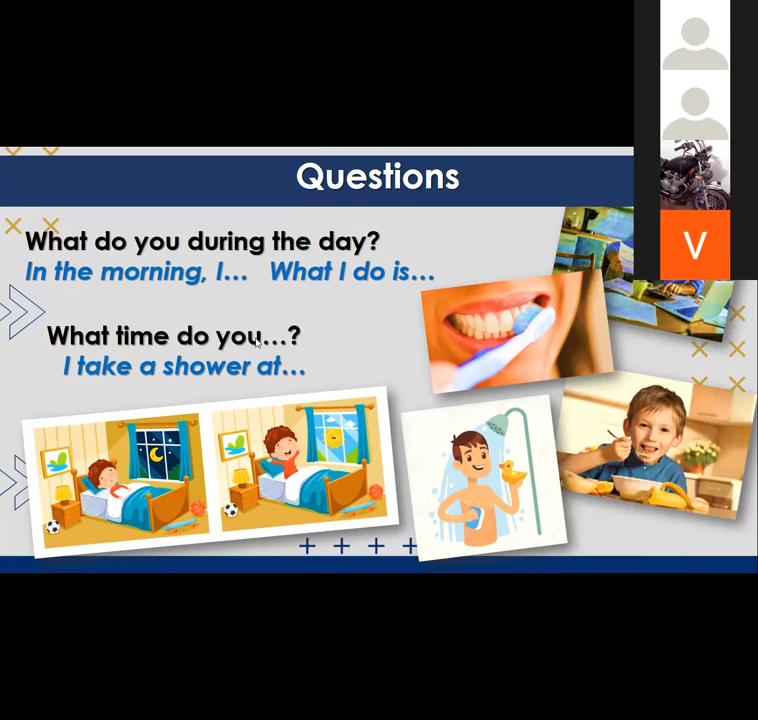 Questions
What do you during the day?
In the morning, I... What I do is...
What time do you...?
I take a shower at...
V